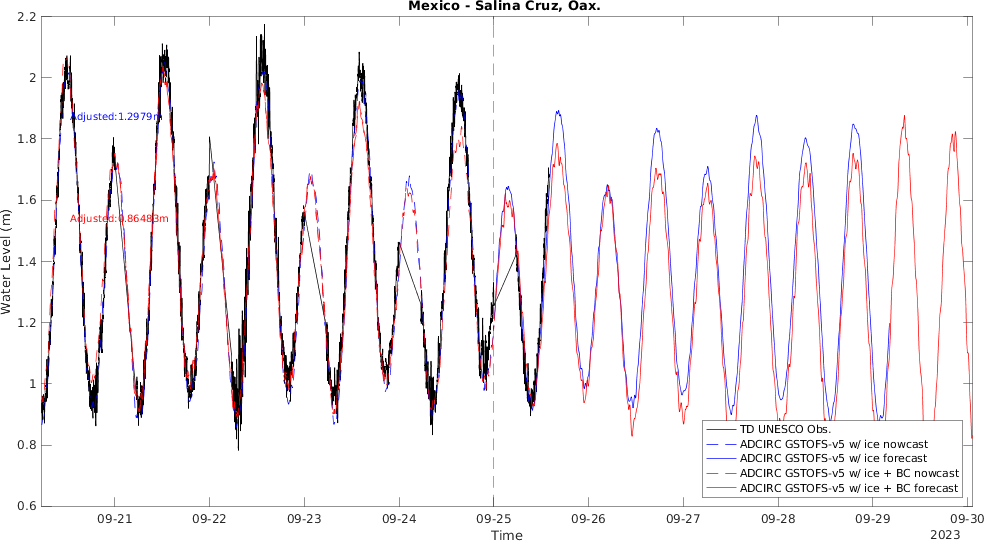 Mexico - Salina Cruz, Oax.
2.2
2
1.8
1.6
1.4
1.2
1
0.8
0.6
Water Level (m)
Adjusted:1.2979m
Adjusted:0.86483m
TD UNESCO Obs.
ADCIRC GSTOFS-v5 w/ ice nowcast
ADCIRC GSTOFS-v5 w/ ice forecast
ADCIRC GSTOFS-v5 w/ ice + BC nowcast
ADCIRC GSTOFS-v5 w/ ice + BC forecast
09-21 09-22 09-23 09-24 09-25 09-26 09-27 09-28 09-29 09-30
2023
Time